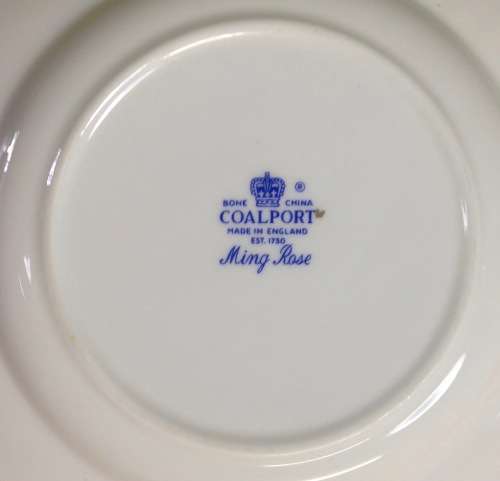 ®
BONE CHINA
COALPORT
MADE IN ENGLAND
EST. 1750
Ming Rose